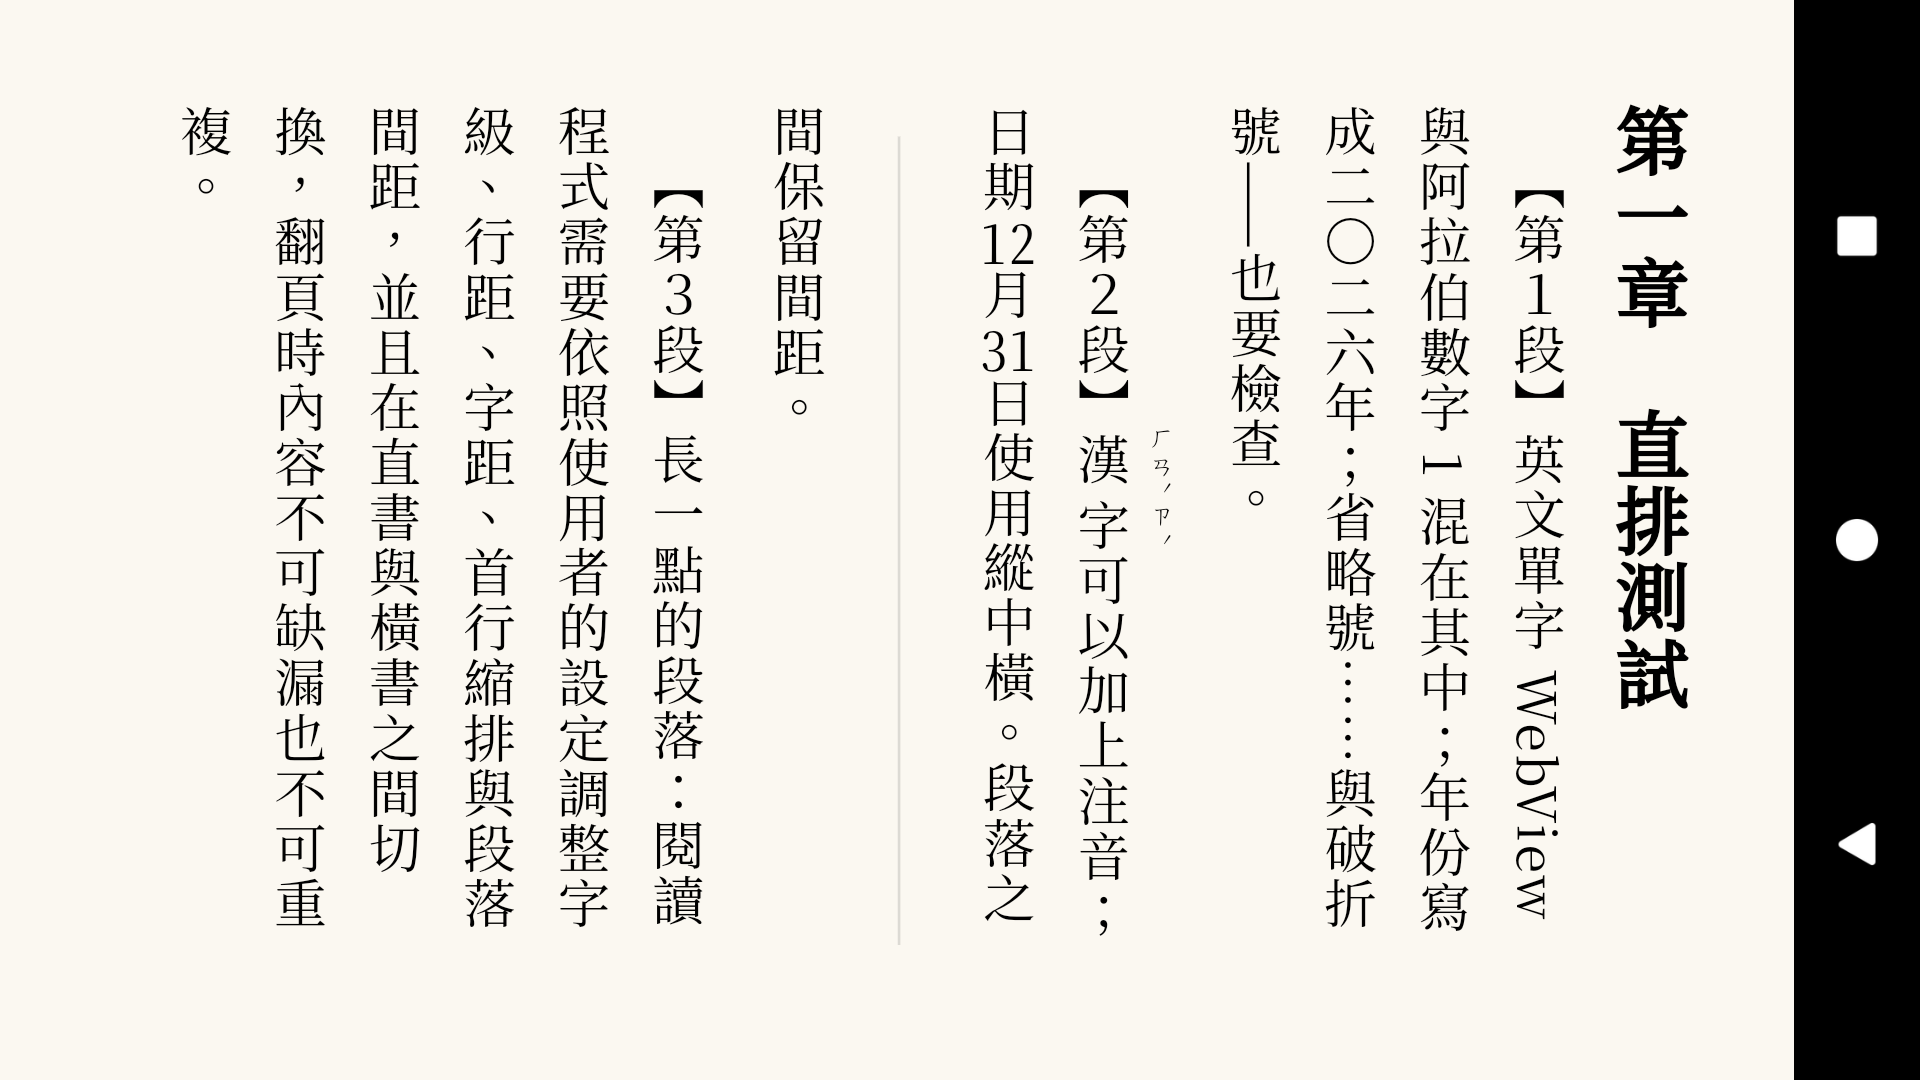 第一章　直排測試
【第1段】英文單字 WebView
與阿拉伯數字 1 混在其中；年份寫
成二〇二六年；省略號……與破折
號——也要檢查。
ㄏㄢˊㄗˊ
【第2段】漢字可以加上注音；
日期12月31日使用縱中橫。段落之
間保留間距。
【第3段】長一點的段落：閱讀
程式需要依照使用者的設定調整字
級、行距、字距、首行縮排與段落
間距，並且在直書與橫書之間切
換，翻頁時內容不可缺漏也不可重
複。